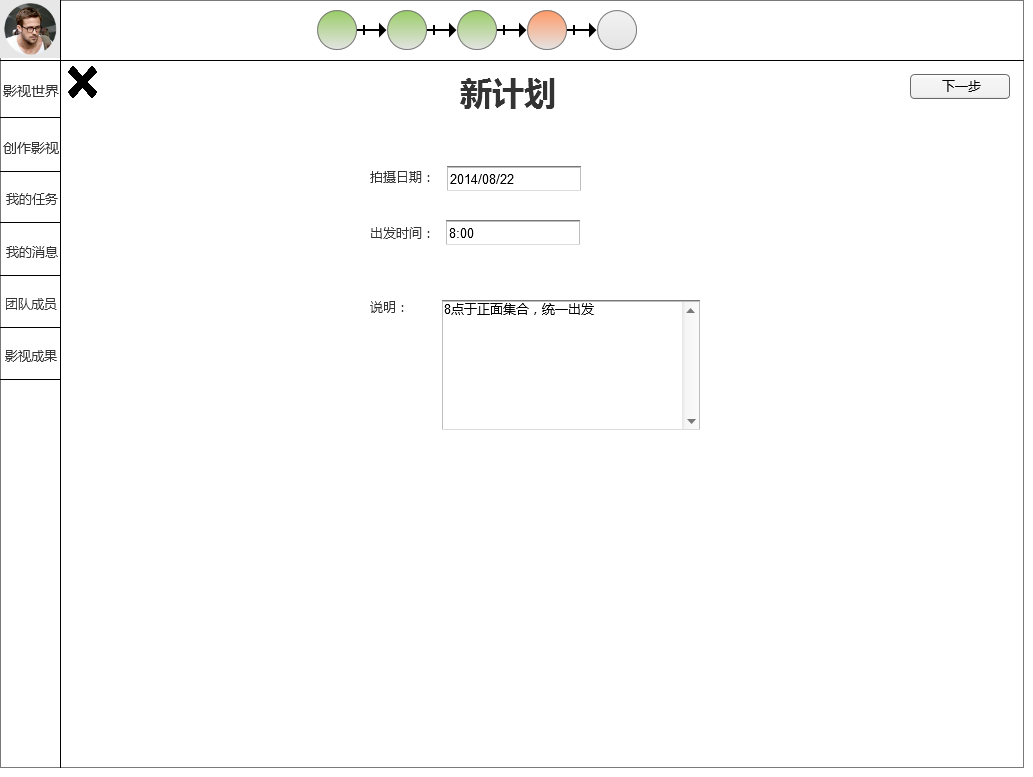 影视世界
创作影视
我的任务
我的消息
团队成员
影视成果
新计划
下一步
拍摄日期：
2014/08/22
出发时间：
8:00
说明：
8点于正面集合，统一出发